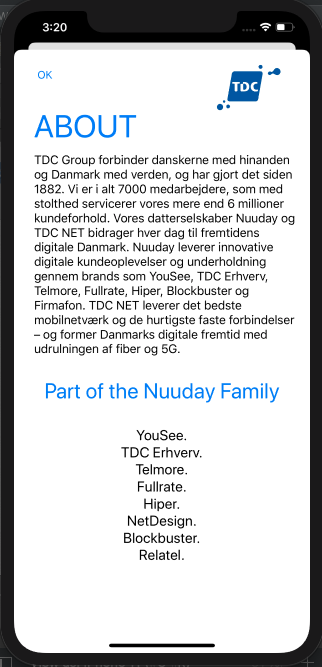 3:20
OK
TDC
ABOUT
TDC Group forbinder danskerne med hinanden
og Danmark med verden, og har gjort det siden
1882. Vi er i alt 7000 medarbejdere, som med
stolthed servicerer vores mere end 6 millioner
kundeforhold. Vores datterselskaber Nuuday og
TDC NET bidrager hver dag til fremtidens
digitale Danmark. Nuuday leverer innovative
digitale kundeoplevelser og underholdning
gennem brands som YouSee, TDC Erhverv,
Telmore, Fullrate, Hiper, Blockbuster og
Firmafon. TDC NET leverer det bedste
mobilnetværk og de hurtigste faste forbindelser
– og former Danmarks digitale fremtid med
udrulningen af fiber og 5G.
Part of the Nuuday Family
YouSee.
TDC Erhverv.
Telmore.
Fullrate.
Hiper.
NetDesign.
Blockbuster.
Relatel.